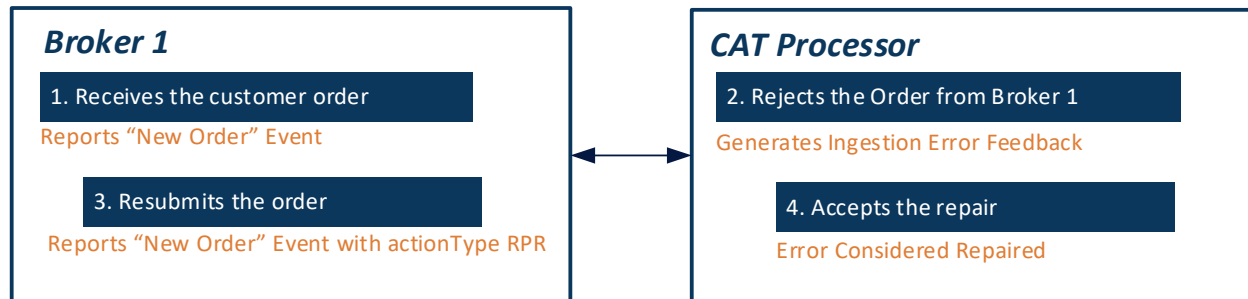 Broker 1
1. Receives the customer order
Reports “New Order” Event
3. Resubmits the order
Reports “New Order” Event with actionType RPR
CAT Processor
2. Rejects the Order from Broker 1
Generates Ingestion Error Feedback
4. Accepts the repair
Error Considered Repaired